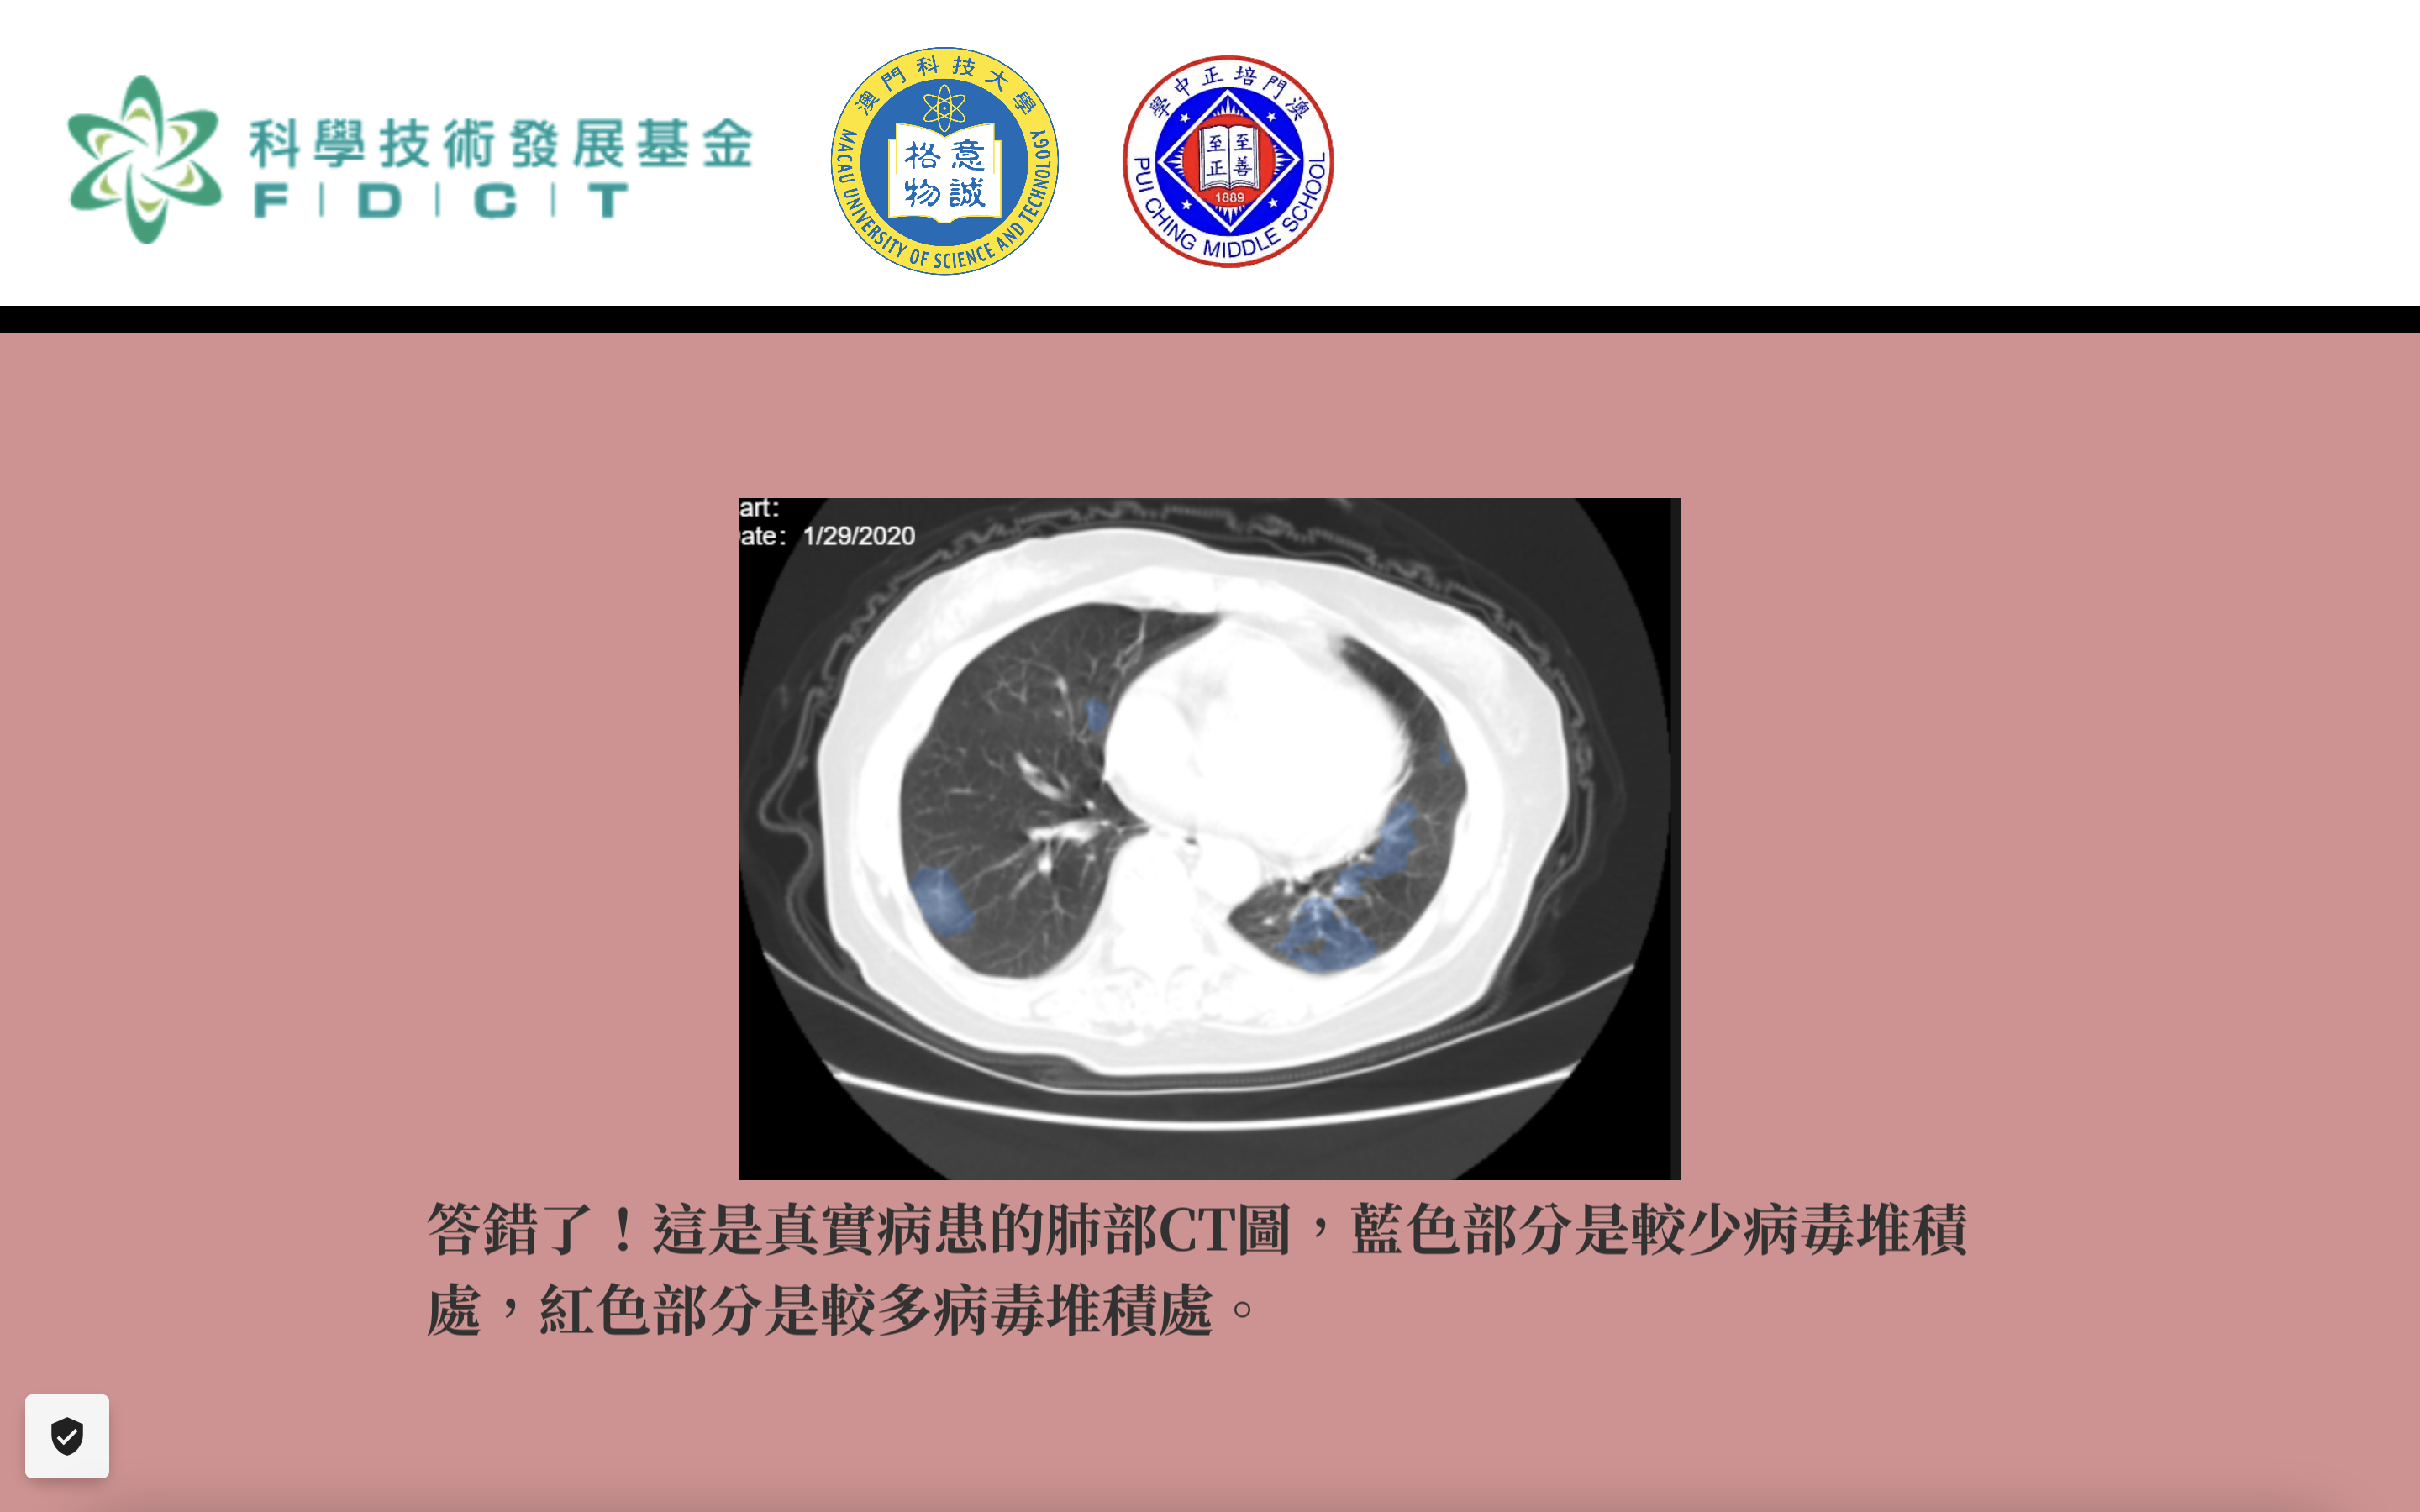 科學技術發展基金
F | D | C | T
澳門科技大學
MACAU UNIVERSITY OF SCIENCE AND TECHNOLOGY
格 意
物 誠
學中正培門澳
至 至
正 善
1889
PUI CHING MIDDLE SCHOOL
art:
ate: 1/29/2020
答錯了！這是真實病患的肺部CT圖，藍色部分是較少病毒堆積
處，紅色部分是較多病毒堆積處。